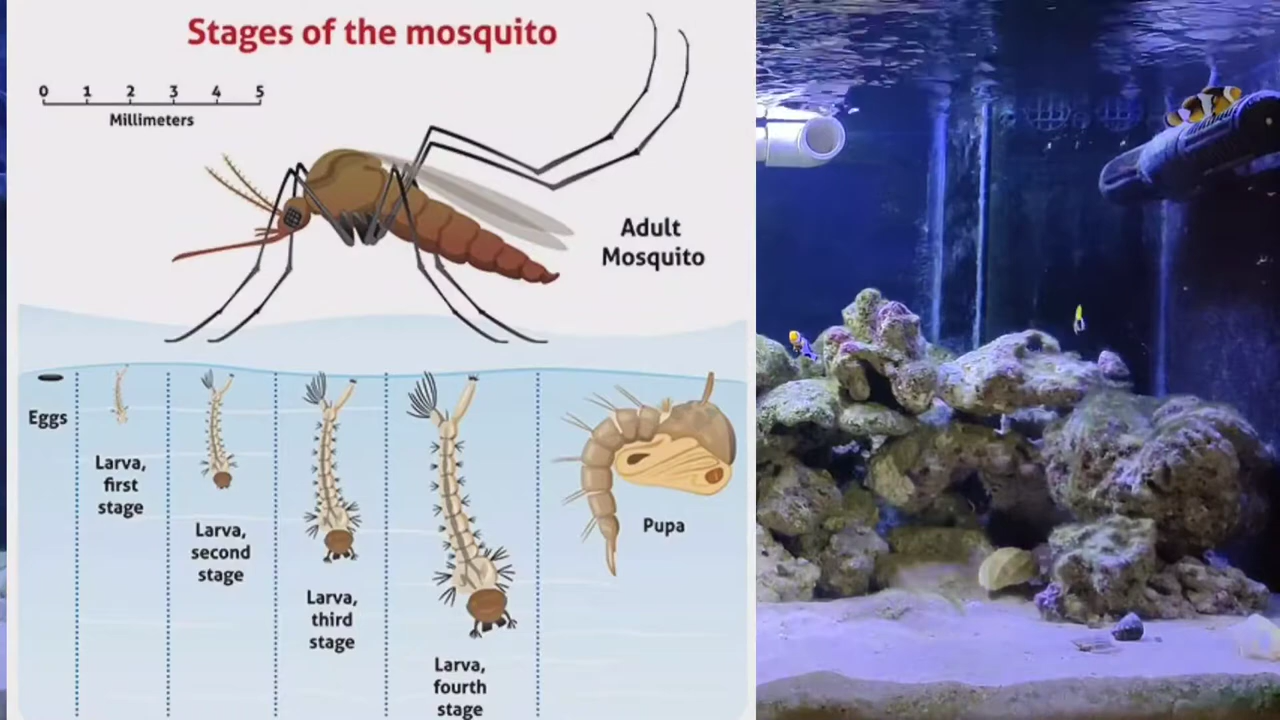 Stages of the mosquito
0 1 2 3 4 5
Millimeters
Adult
Mosquito
Eggs
Larva,
first
stage
Larva,
second
stage
Larva,
third
stage
Larva,
fourth
stage
Pupa